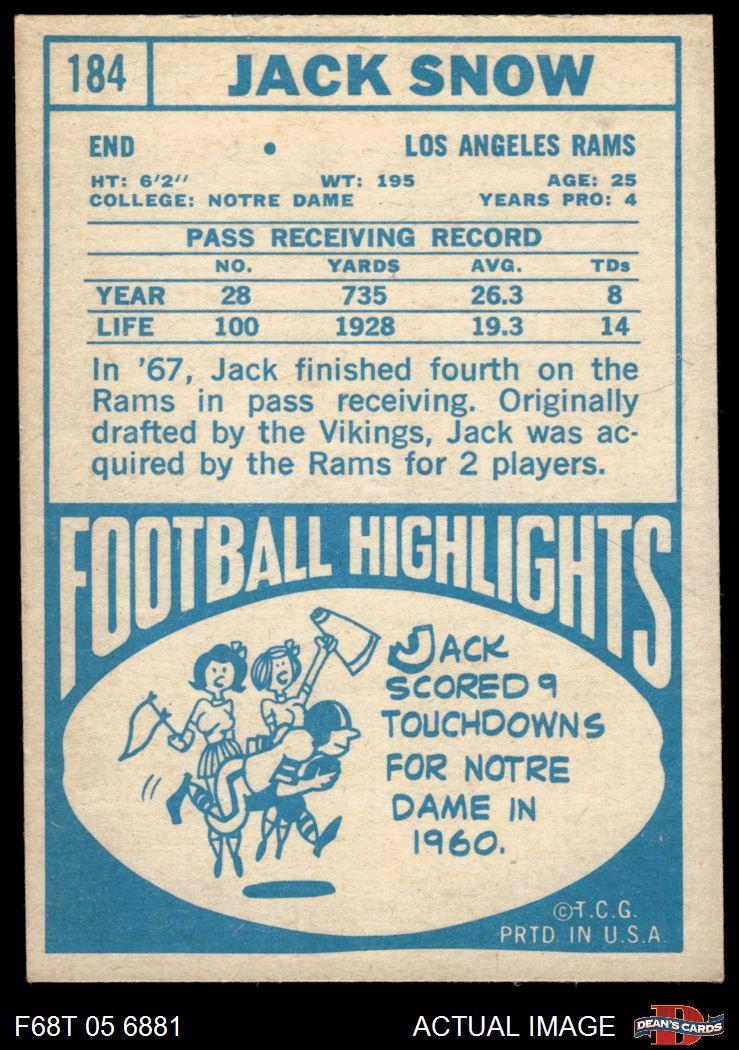 184 JACK SNOW
END • LOS ANGELES RAMS
HT: 6'2" WT: 195 AGE: 25
COLLEGE: NOTRE DAME YEARS PRO: 4
PASS RECEIVING RECORD
NO. YARDS AVG. TDs
YEAR 28 735 26.3 8
LIFE 100 1928 19.3 14
In '67, Jack finished fourth on the
Rams in pass receiving. Originally
drafted by the Vikings, Jack was ac-
quired by the Rams for 2 players.
FOOTBALL HIGHLIGHTS
JACK
SCORED 9
TOUCHDOWNS
FOR NOTRE
DAME IN
1960.
©T.C.G.
PRTD. IN U.S.A.
F68T 05 6881 ACTUAL IMAGE
D
DEAN'S CARDS